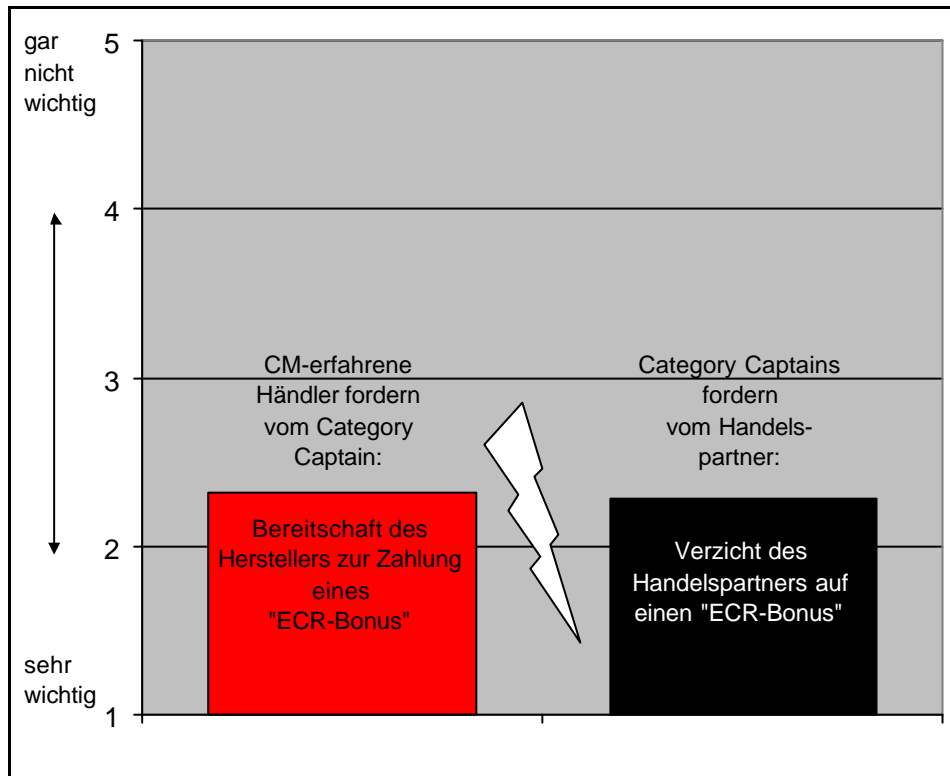 gar
nicht
wichtig
5
4
3
2
sehr
wichtig
1
CM-erfahrene
Händler fordern
vom Category
Captain:
Bereitschaft des
Herstellers zur Zahlung
eines
"ECR-Bonus"
Category Captains
fordern
vom Handels-
partner:
Verzicht des
Handelspartners auf
einen "ECR-Bonus"